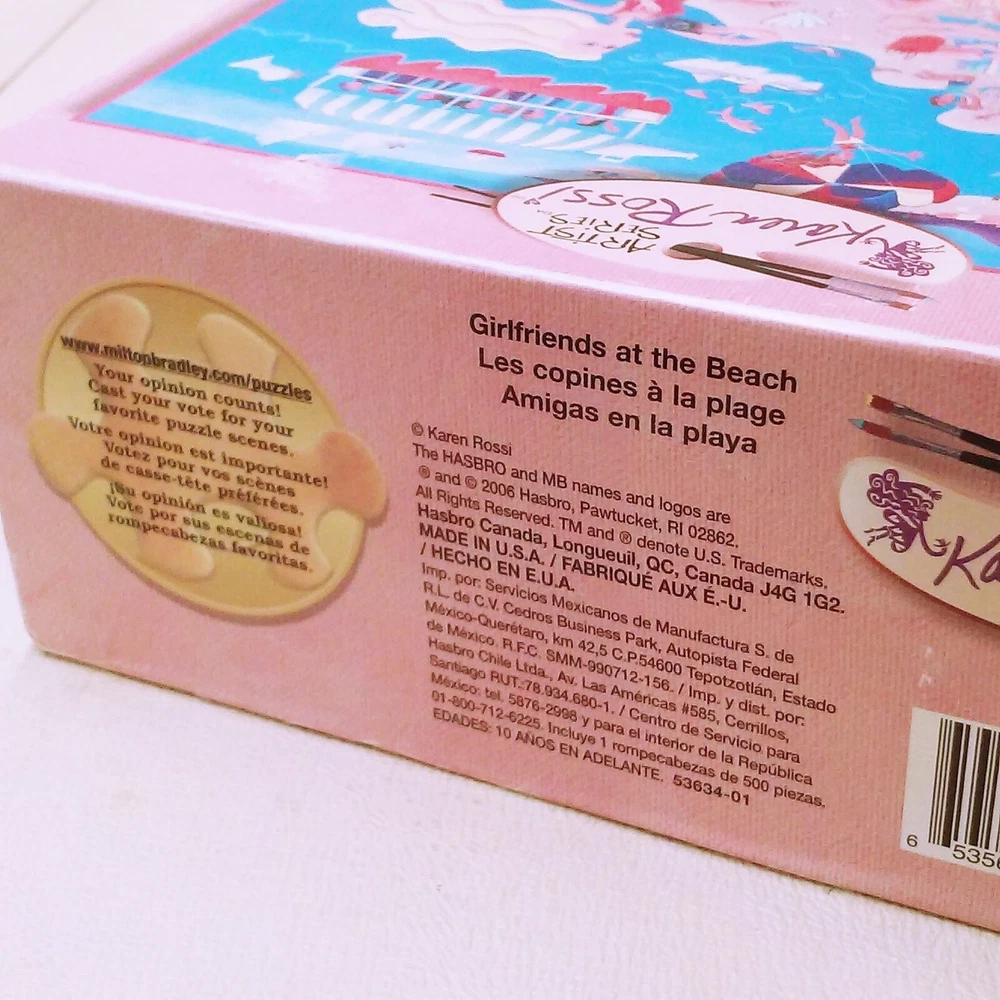 Karen Rossi
ARTIST
SERIES
www.miltonbradley.com/puzzles
Your opinion counts!
Cast your vote for your
favorite puzzle scenes.
Votre opinion est importante!
Votez pour vos scènes
de casse-tête préférées.
¡Su opinión es valiosa!
Vote por sus escenas de
rompecabezas favoritas.
Girlfriends at the Beach
Les copines à la plage
Amigas en la playa
© Karen Rossi
The HASBRO and MB names and logos are
® and © 2006 Hasbro, Pawtucket, RI 02862.
All Rights Reserved. TM and ® denote U.S. Trademarks.
Hasbro Canada, Longueuil, QC, Canada J4G 1G2.
MADE IN U.S.A. / FABRIQUÉ AUX É.-U.
/ HECHO EN E.U.A.
Imp. por: Servicios Mexicanos de Manufactura S. de
R.L. de C.V. Cedros Business Park, Autopista Federal
México-Querétaro, km 42,5 C.P.54600 Tepotzotlán, Estado
de México. R.F.C. SMM-990712-156. / Imp. y dist. por:
Hasbro Chile Ltda., Av. Las Américas #585, Cerrillos,
Santiago RUT.:78.934.680-1. / Centro de Servicio para
México: tel. 5876-2998 y para el interior de la República
01-800-712-6225. Incluye 1 rompecabezas de 500 piezas.
EDADES: 10 AÑOS EN ADELANTE. 53634-01
Ka
6 5356